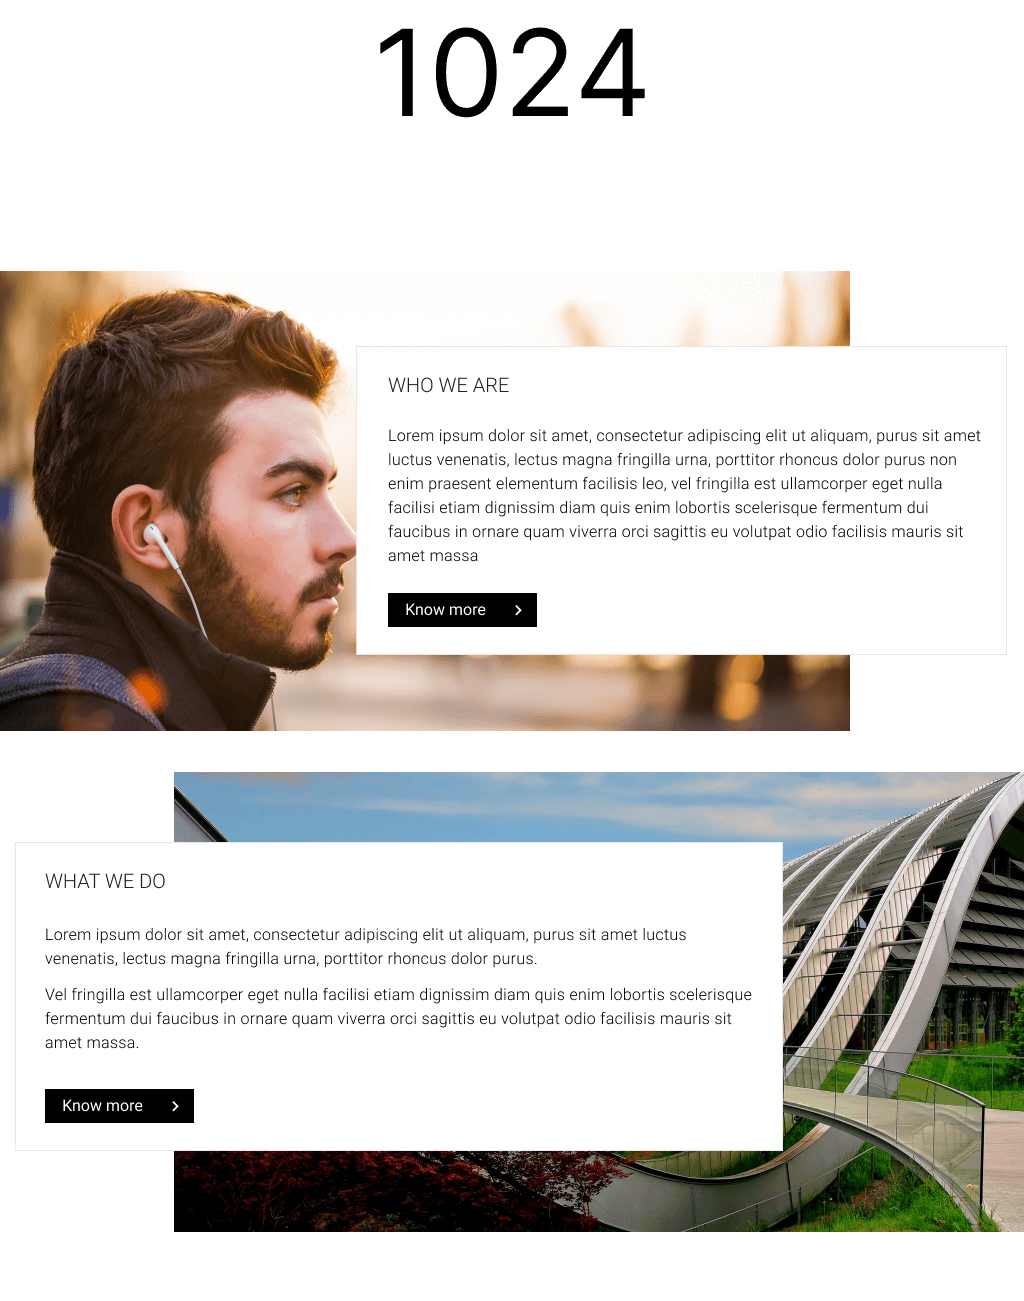 1024
WHO WE ARE
Lorem ipsum dolor sit amet, consectetur adipiscing elit ut aliquam, purus sit amet
luctus venenatis, lectus magna fringilla urna, porttitor rhoncus dolor purus non
enim praesent elementum facilisis leo, vel fringilla est ullamcorper eget nulla
facilisi etiam dignissim diam quis enim lobortis scelerisque fermentum dui
faucibus in ornare quam viverra orci sagittis eu volutpat odio facilisis mauris sit
amet massa
Know more
WHAT WE DO
Lorem ipsum dolor sit amet, consectetur adipiscing elit ut aliquam, purus sit amet luctus
venenatis, lectus magna fringilla urna, porttitor rhoncus dolor purus.
Vel fringilla est ullamcorper eget nulla facilisi etiam dignissim diam quis enim lobortis scelerisque
fermentum dui faucibus in ornare quam viverra orci sagittis eu volutpat odio facilisis mauris sit
amet massa.
Know more